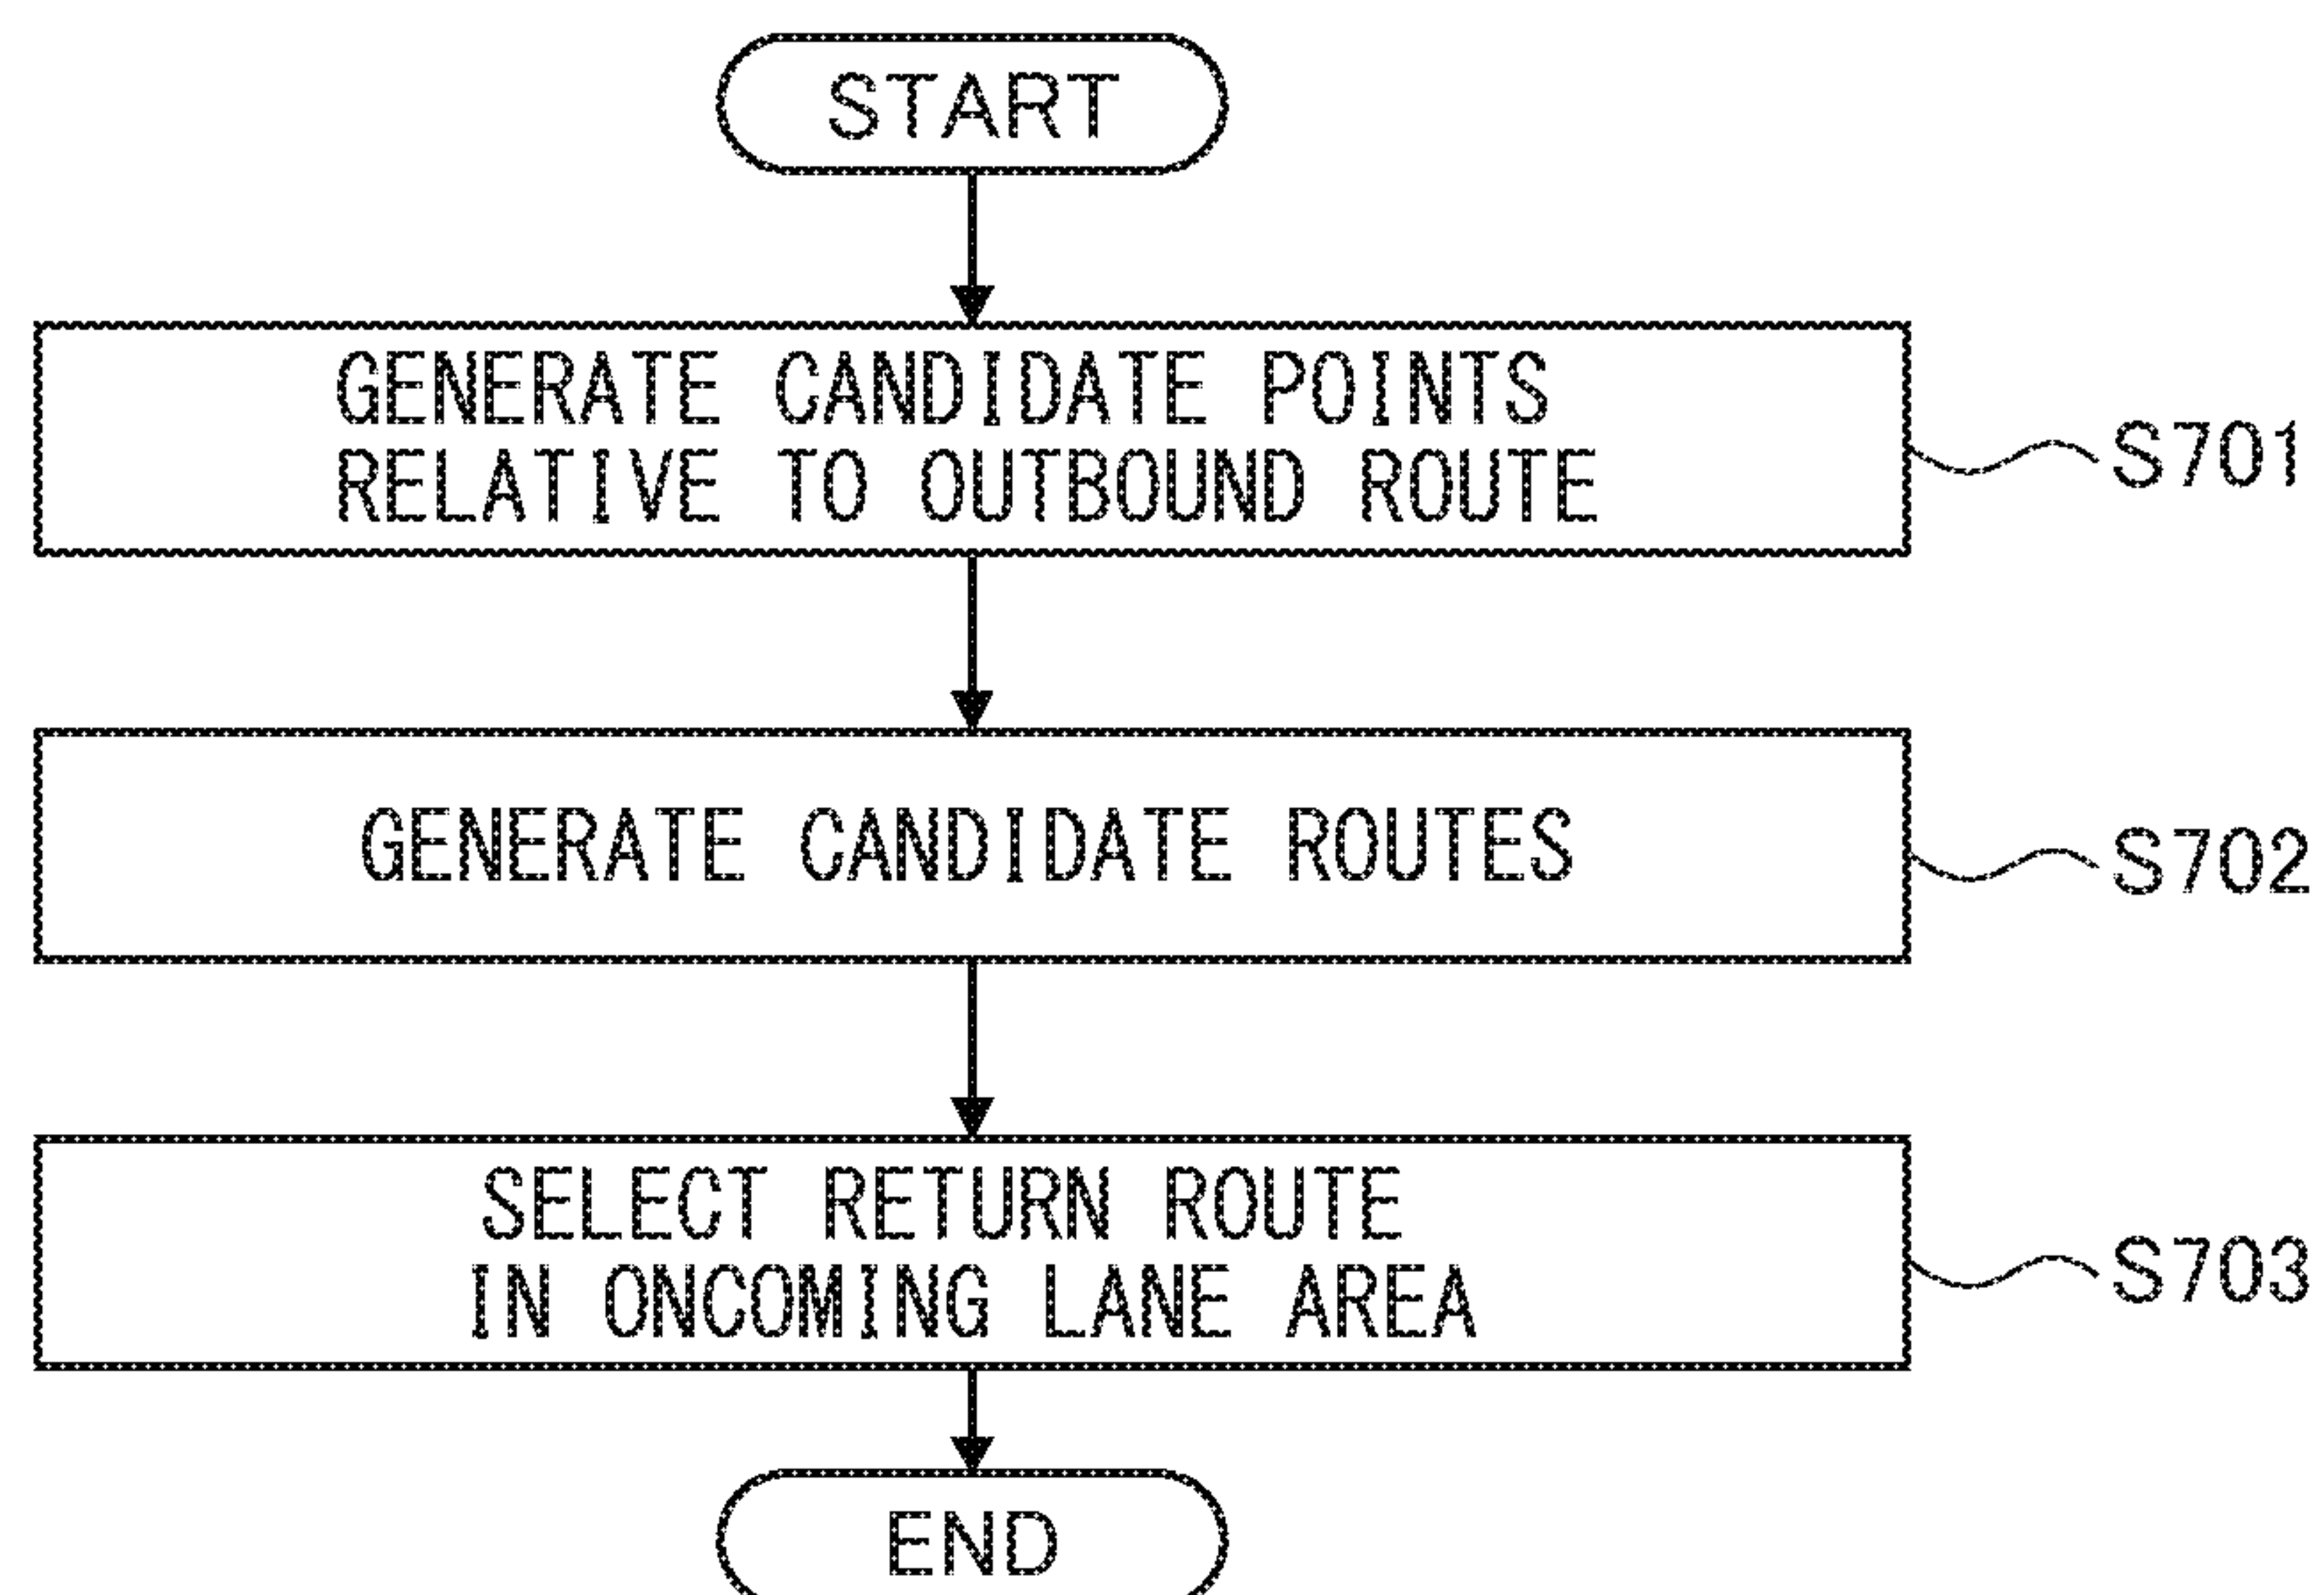 START
GENERATE CANDIDATE POINTS
RELATIVE TO OUTBOUND ROUTE
S701
GENERATE CANDIDATE ROUTES
S702
SELECT RETURN ROUTE
IN ONCOMING LANE AREA
S703
END